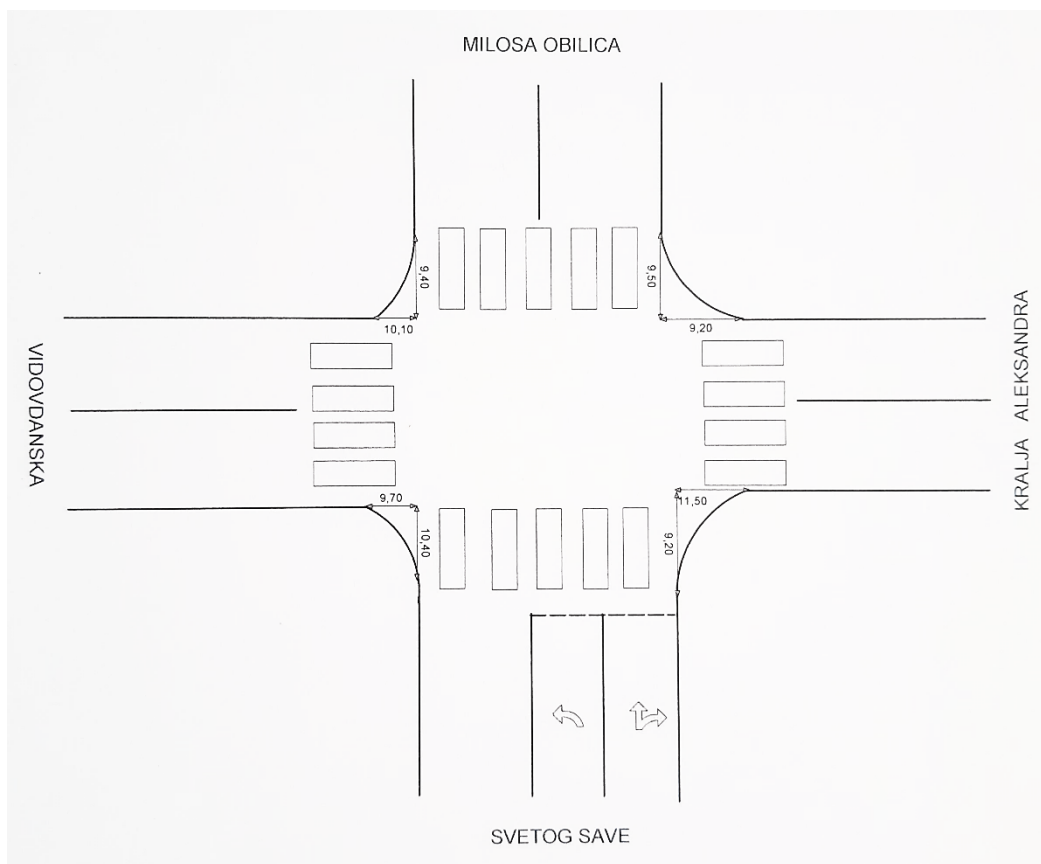 MILOSA OBILICA
9,40
9,50
10,10
9,20
VIDOVDANSKA
KRALJA ALEKSANDRA
9,70
11,50
10,40
9,20
SVETOG SAVE